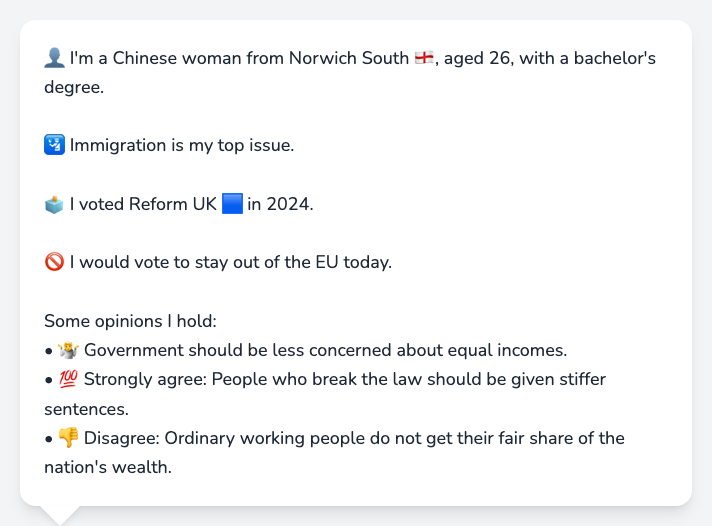 👤 I'm a Chinese woman from Norwich South 🏴󠁧󠁢󠁥󠁮󠁧󠁿, aged 26, with a bachelor's
degree.
🛂 Immigration is my top issue.
🗳️ I voted Reform UK 🟦 in 2024.
🚫 I would vote to stay out of the EU today.
Some opinions I hold:
• 🤷 Government should be less concerned about equal incomes.
• 💯 Strongly agree: People who break the law should be given stiffer
sentences.
• 👎 Disagree: Ordinary working people do not get their fair share of the
nation's wealth.